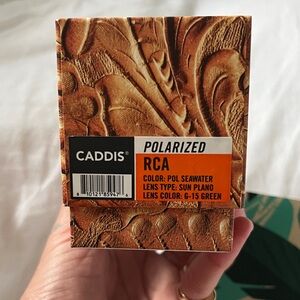 CADDIS®
POLARIZED
RCA
COLOR: POL SEAWATER
LENS TYPE: SUN PLANO
LENS COLOR: G-15 GREEN